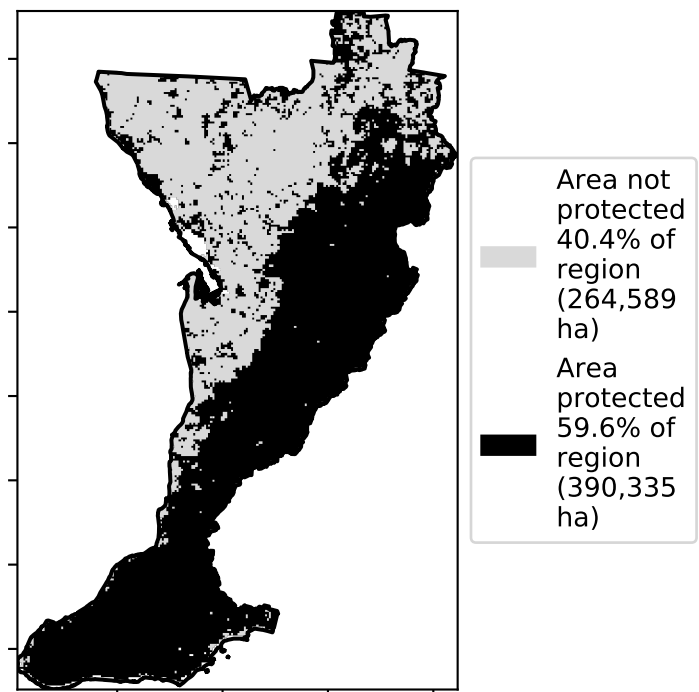 Area not
protected
40.4% of
region
(264,589
ha)
Area
protected
59.6% of
region
(390,335
ha)